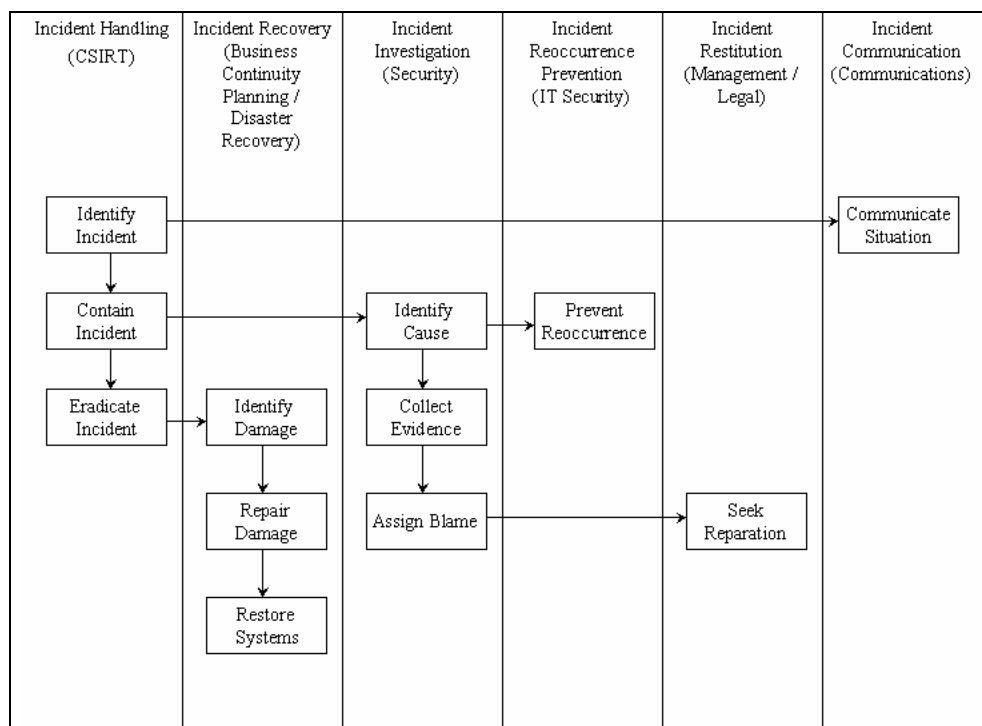 Incident Handling
(CSIRT)
Incident Recovery
(Business
Continuity
Planning /
Disaster
Recovery)
Incident
Investigation
(Security)
Incident
Reoccurrence
Prevention
(IT Security)
Incident
Restitution
(Management /
Legal)
Incident
Communication
(Communications)
Identify
Incident
Communicate
Situation
Contain
Incident
Identify
Cause
Prevent
Reoccurrence
Eradicate
Incident
Identify
Damage
Collect
Evidence
Repair
Damage
Assign Blame
Seek
Reparation
Restore
Systems